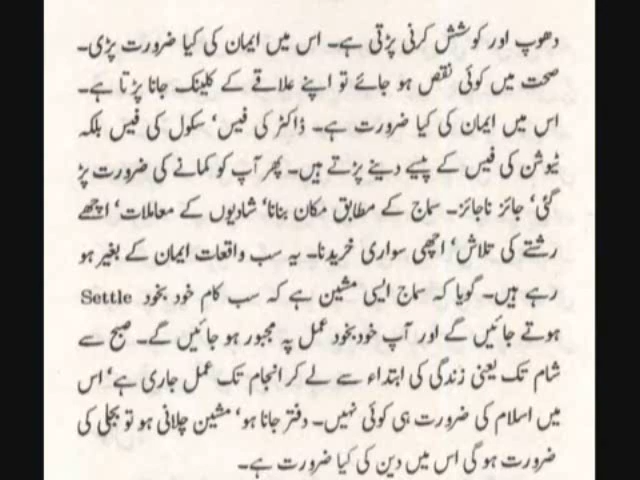 دھوپ اور کوشش کرنی پڑتی ہے۔ اس میں ایمان کی کیا ضرورت پڑی۔
صحت میں کوئی نقص ہو جائے تو اپنے علاقے کے کلینک جانا پڑتا ہے۔
اس میں ایمان کی کیا ضرورت ہے۔ ڈاکٹر کی فیس‘ سکول کی فیس بلکہ
ٹیوشن کی فیس کے پیسے دینے پڑتے ہیں۔ پھر آپ کو کمانے کی ضرورت پڑ
گئی‘ جائز ناجائز۔ سماج کے مطابق مکان بنانا‘ شادیوں کے معاملات‘ اچھے
رشتے کی تلاش‘ اچھی سواری خریدنا۔ یہ سب واقعات ایمان کے بغیر ہو
رہے ہیں۔ گویا کہ سماج ایسی مشین ہے کہ سب کام خود بخود Settle
ہوتے جائیں گے اور آپ خودبخود عمل پہ مجبور ہو جائیں گے۔ صبح سے
شام تک یعنی زندگی کی ابتداء سے لے کر انجام تک عمل جاری ہے‘ اس
میں اسلام کی ضرورت ہی کوئی نہیں۔ دفتر جانا ہو‘ مشین چلانی ہو تو بجلی کی
ضرورت ہو گی اس میں دین کی کیا ضرورت ہے۔